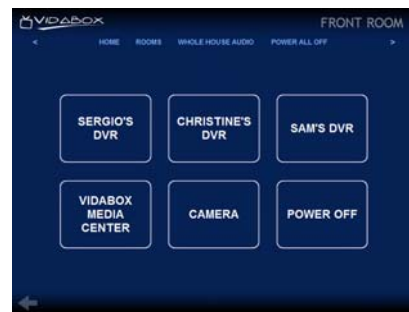 VIDABOX FRONT ROOM
< HOME ROOMS WHOLE HOUSE AUDIO POWER ALL OFF >
SERGIO'S
DVR
CHRISTINE'S
DVR
SAM'S DVR
VIDABOX
MEDIA
CENTER
CAMERA
POWER OFF